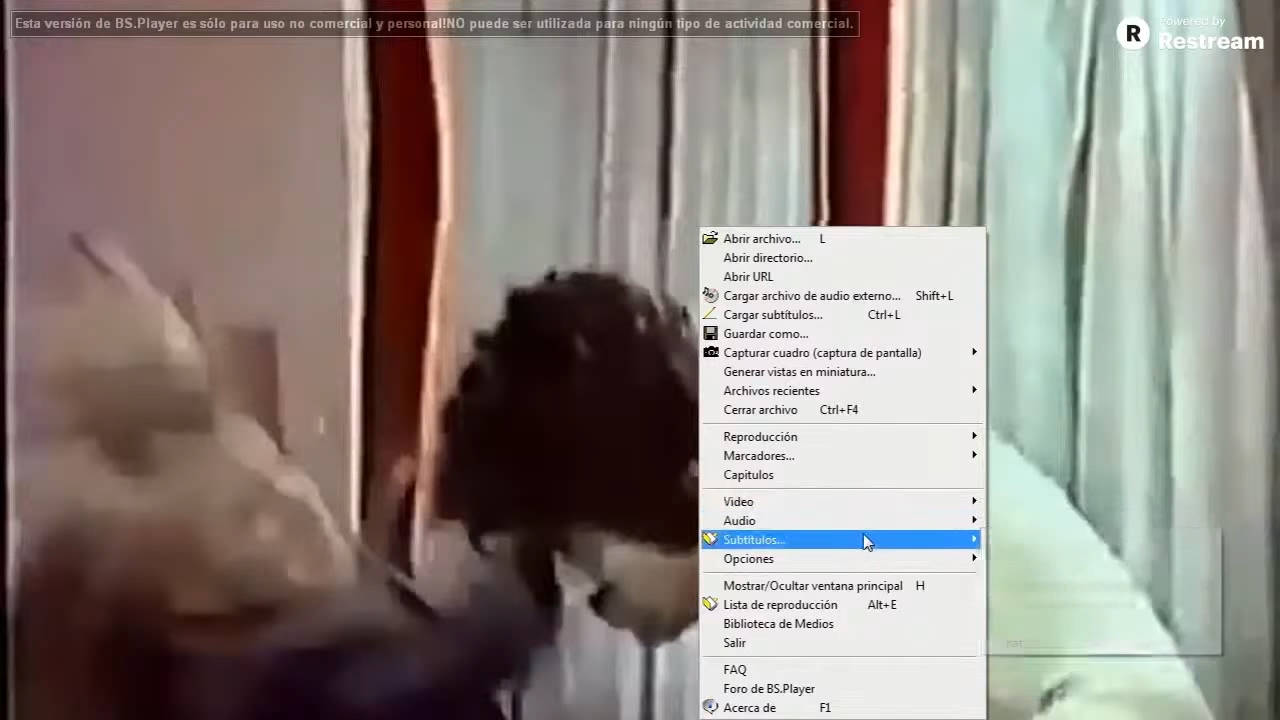 Esta versión de BS.Player es sólo para uso no comercial y personal!NO puede ser utilizada para ningún tipo de actividad comercial.
R
Powered by
Restream
Abrir archivo... L
Abrir directorio...
Abrir URL
Cargar archivo de audio externo... Shift+L
Cargar subtítulos... Ctrl+L
Guardar como...
Capturar cuadro (captura de pantalla)
Generar vistas en miniatura...
Archivos recientes
Cerrar archivo Ctrl+F4
Reproducción
Marcadores...
Capitulos
Video
Audio
Subtítulos...
Opciones
Mostrar/Ocultar ventana principal H
Lista de reproducción Alt+E
Biblioteca de Medios
Salir
FAQ
Foro de BS.Player
Acerca de F1